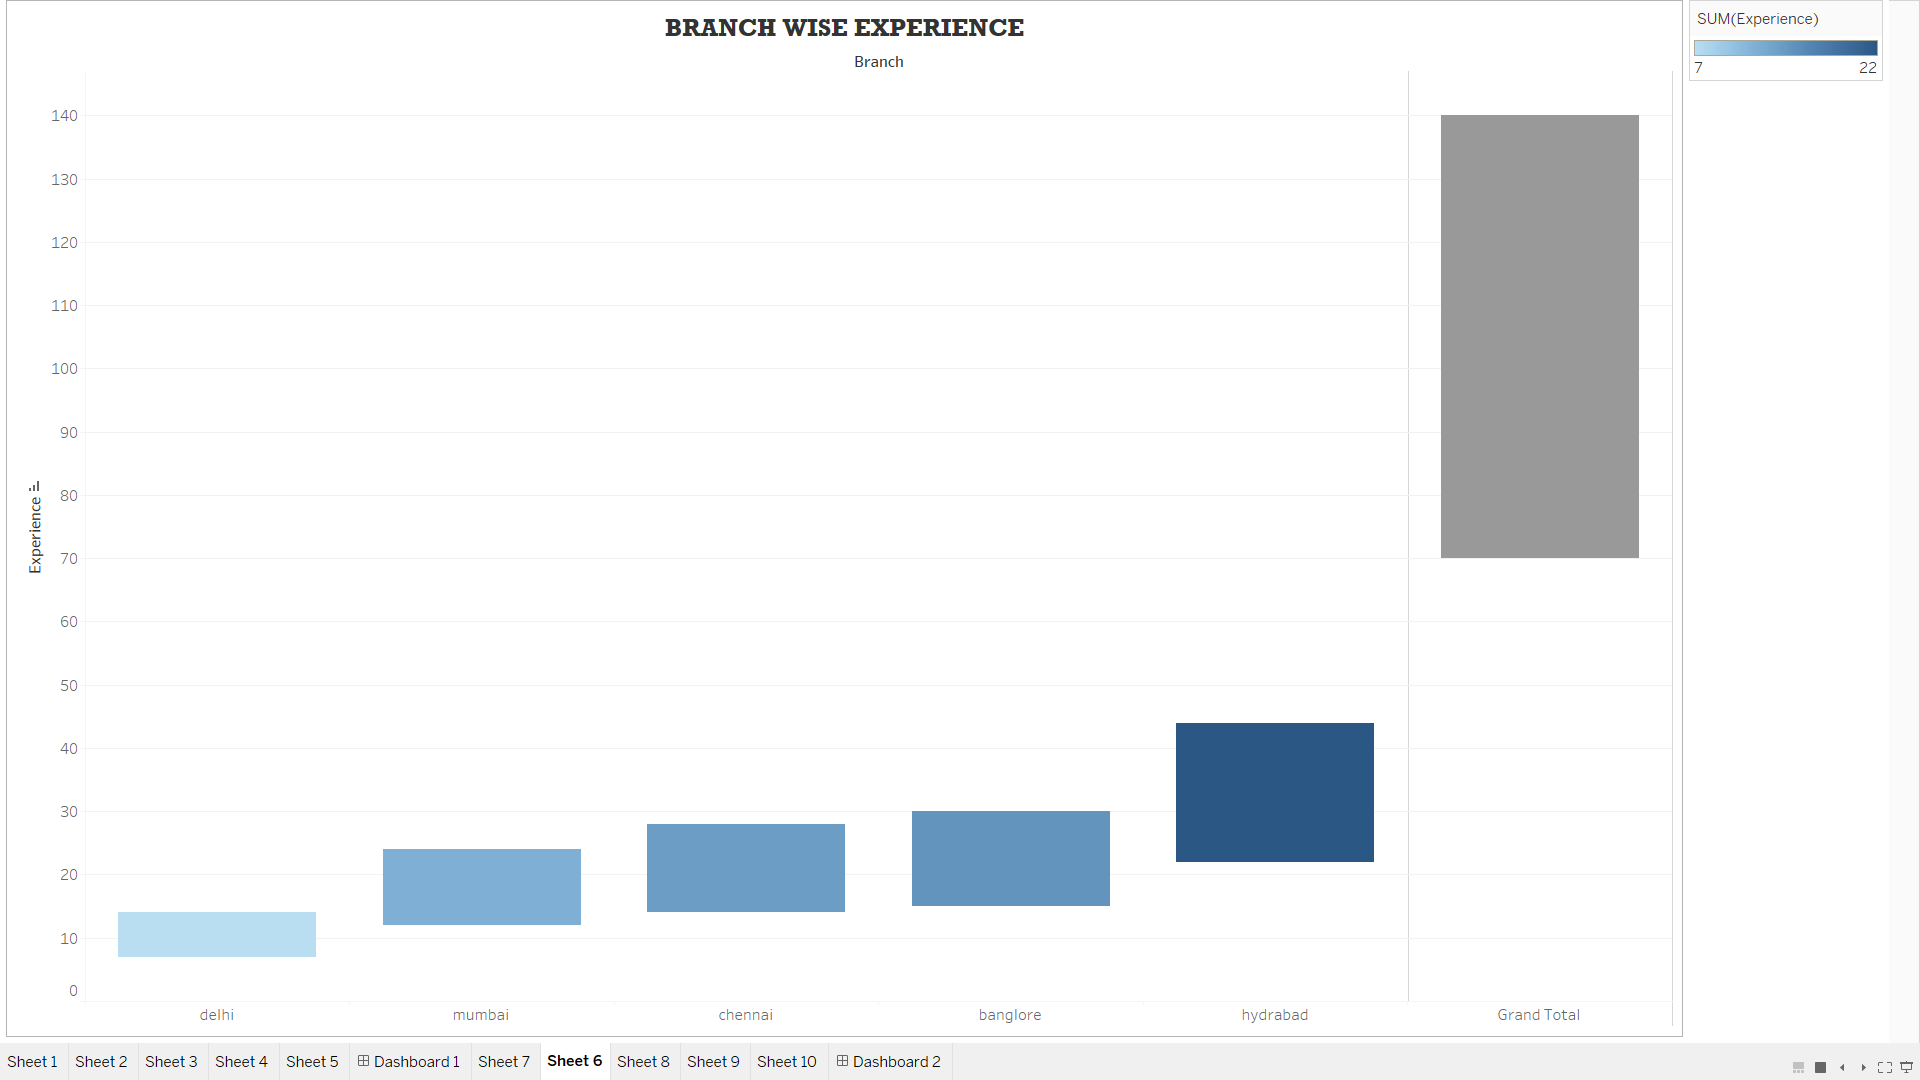 BRANCH WISE EXPERIENCE
Branch
SUM(Experience)
7 22
Experience
140
130
120
110
100
90
80
70
60
50
40
30
20
10
0
delhi mumbai chennai banglore hydrabad Grand Total
Sheet 1 Sheet 2 Sheet 3 Sheet 4 Sheet 5 Dashboard 1 Sheet 7 Sheet 6 Sheet 8 Sheet 9 Sheet 10 Dashboard 2